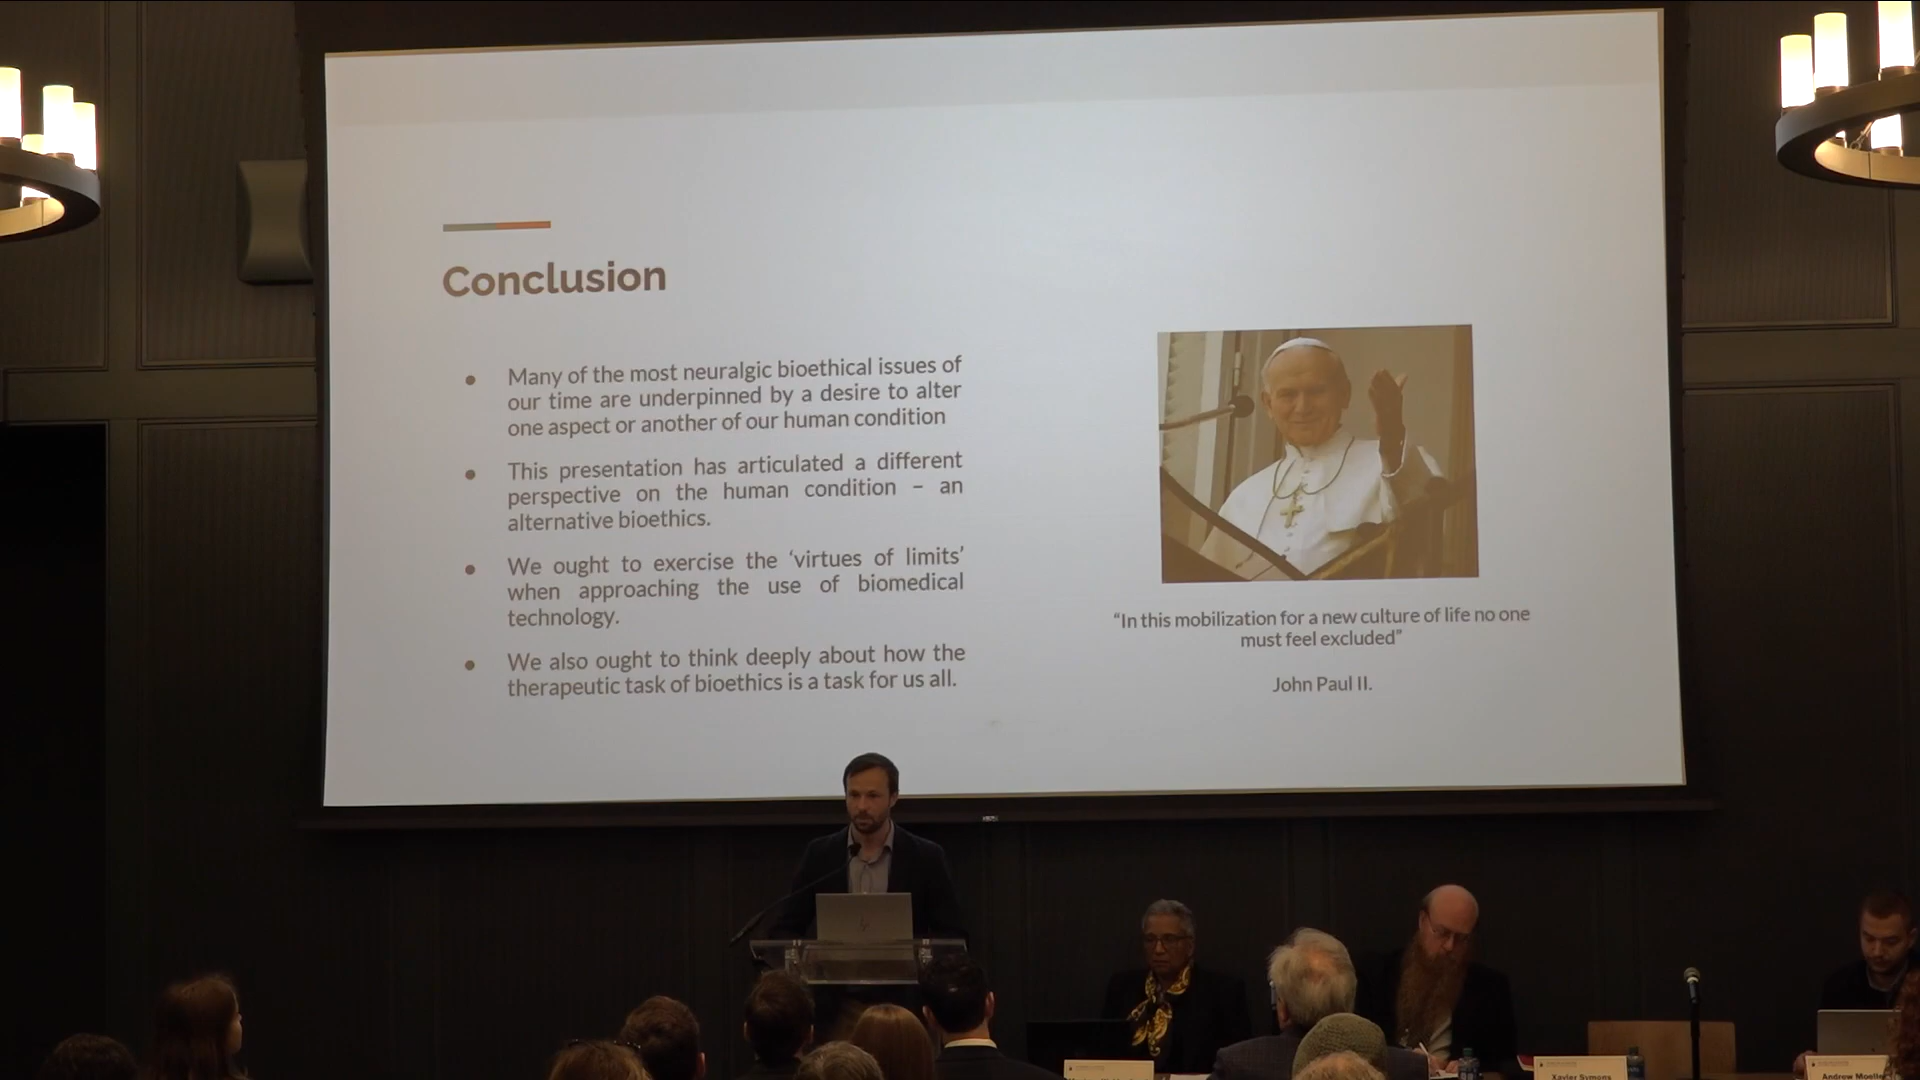 Conclusion
Many of the most neuralgic bioethical issues of
our time are underpinned by a desire to alter
one aspect or another of our human condition
This presentation has articulated a different
perspective on the human condition – an
alternative bioethics.
We ought to exercise the ‘virtues of limits’
when approaching the use of biomedical
technology.
We also ought to think deeply about how the
therapeutic task of bioethics is a task for us all.
“In this mobilization for a new culture of life no one
must feel excluded”
John Paul II.
Xavier Symons
Andrew Moelle